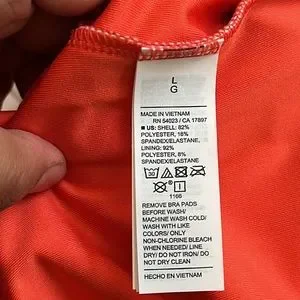 L
G
MADE IN VIETNAM
RN 54023 / CA 17897
■ US: SHELL: 82%
POLYESTER, 18%
SPANDEX/ELASTANE,
LINING: 92%
POLYESTER, 8%
SPANDEX/ELASTANE
30
1166
REMOVE BRA PADS
BEFORE WASH/
MACHINE WASH COLD/
WASH WITH LIKE
COLORS/ ONLY
NON-CHLORINE BLEACH
WHEN NEEDED/ LINE
DRY/ DO NOT IRON/ DO
NOT DRY CLEAN
HECHO EN VIETNAM